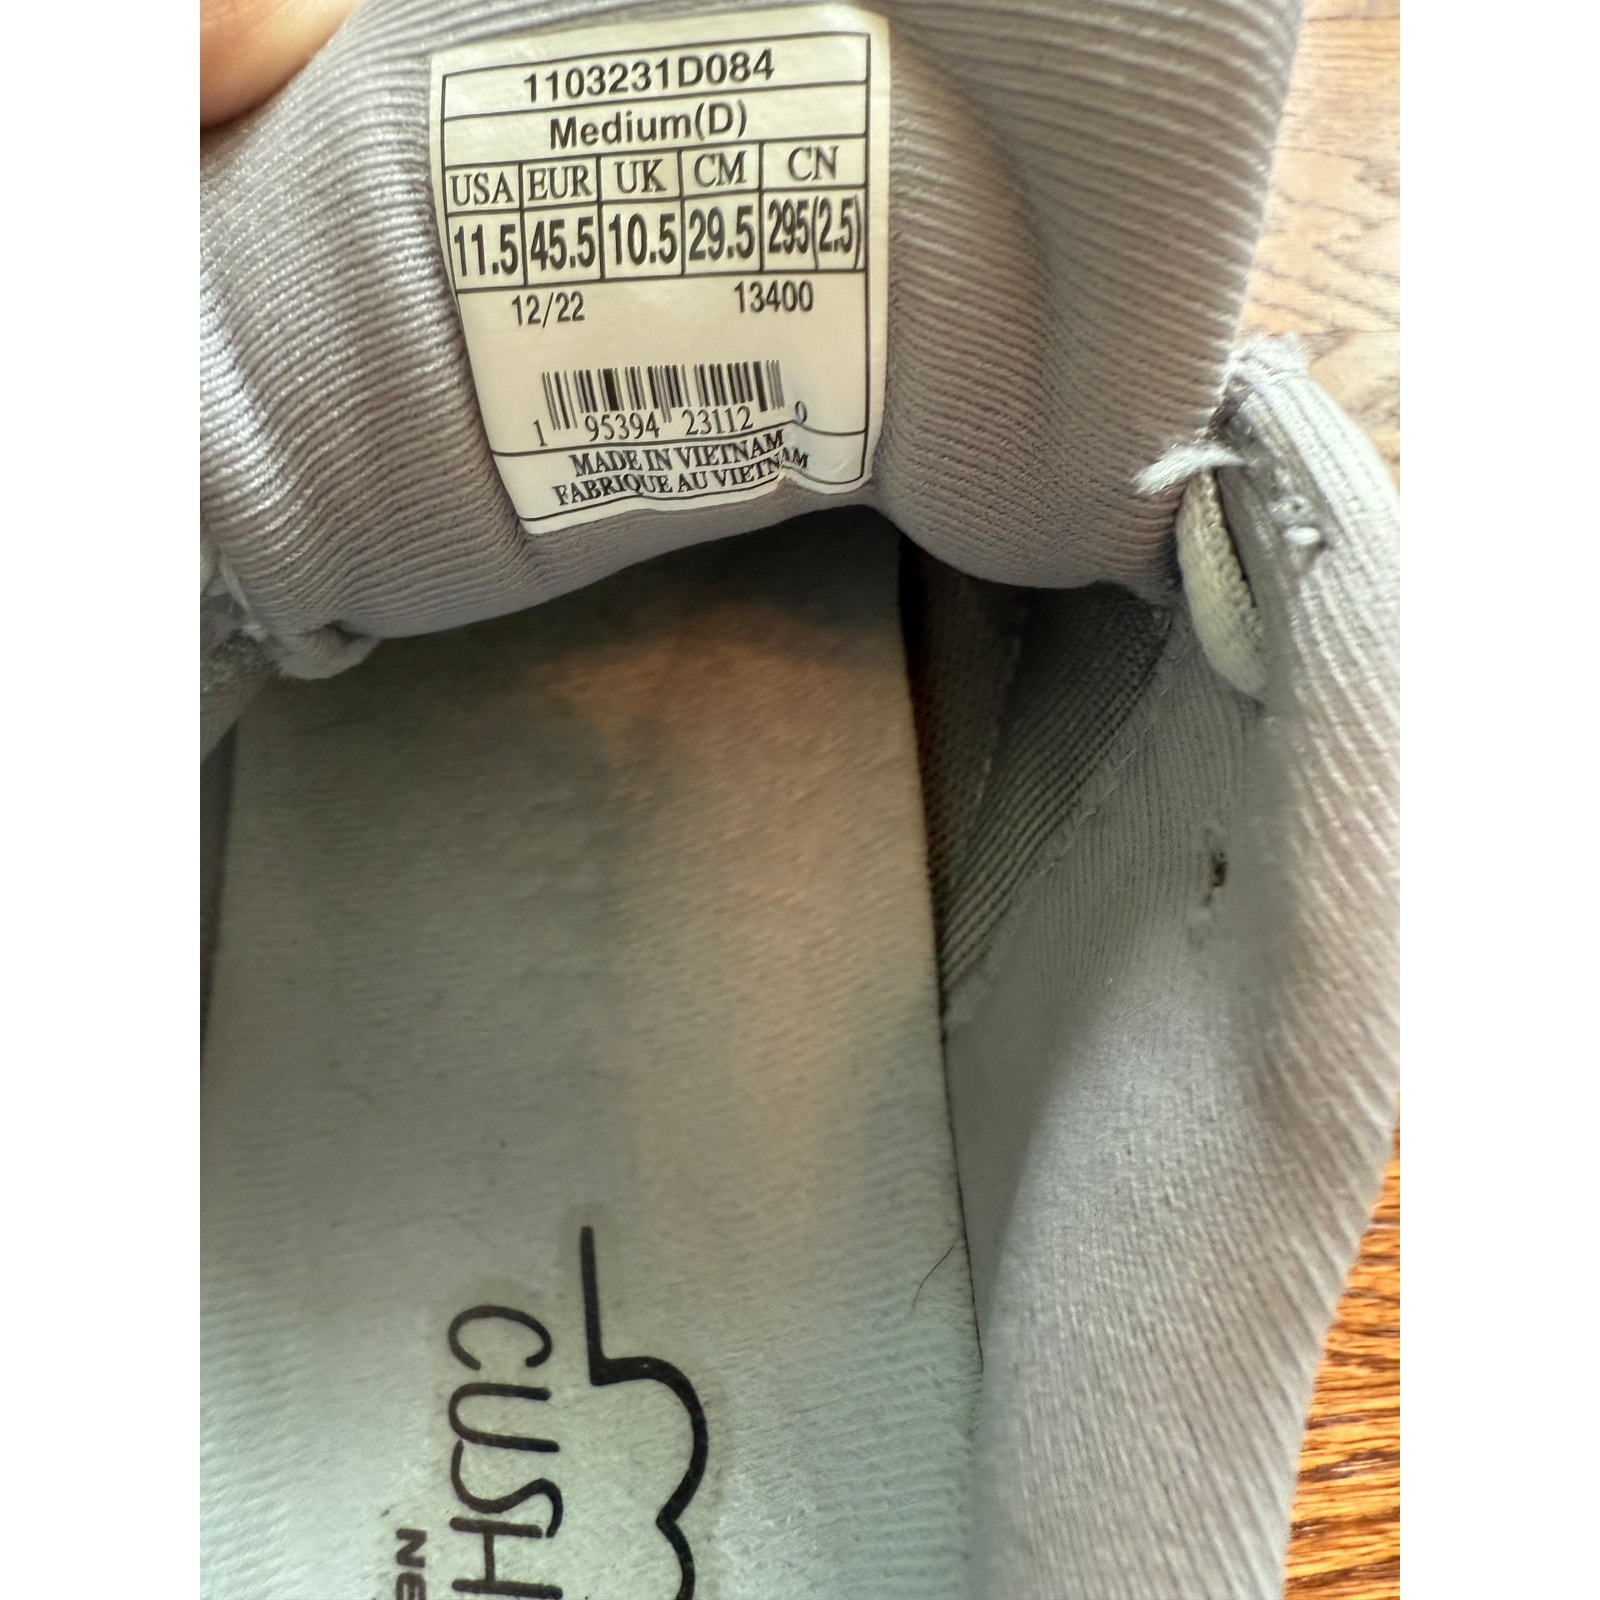 1103231D084
Medium(D)
USA EUR UK CM CN
11.5 45.5 10.5 29.5 295(2.5)
12/22 13400
1 95394 23112 0
MADE IN VIETNAM
FABRIQUE AU VIETNAM
CUSH
NE